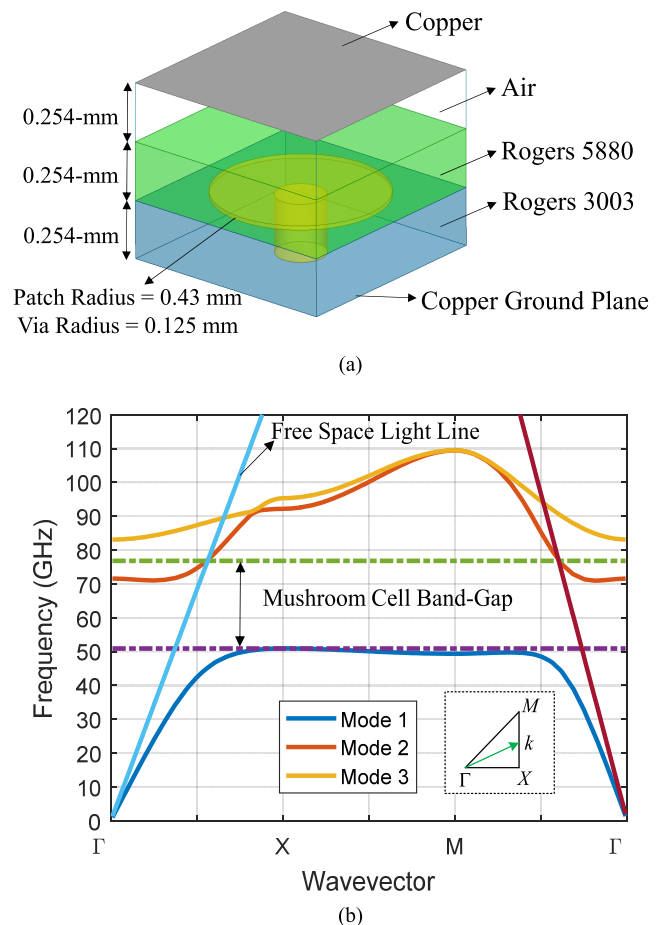 Copper
Air
0.254-mm
Rogers 5880
0.254-mm
Rogers 3003
0.254-mm
Patch Radius = 0.43 mm
Via Radius = 0.125 mm
Copper Ground Plane
(a)
120
110
100
90
80
70
60
50
40
30
20
10
0
Frequency (GHz)
Free Space Light Line
Mushroom Cell Band-Gap
Mode 1
Mode 2
Mode 3
M
k
Γ
X
Γ
X
M
Γ
Wavevector
(b)